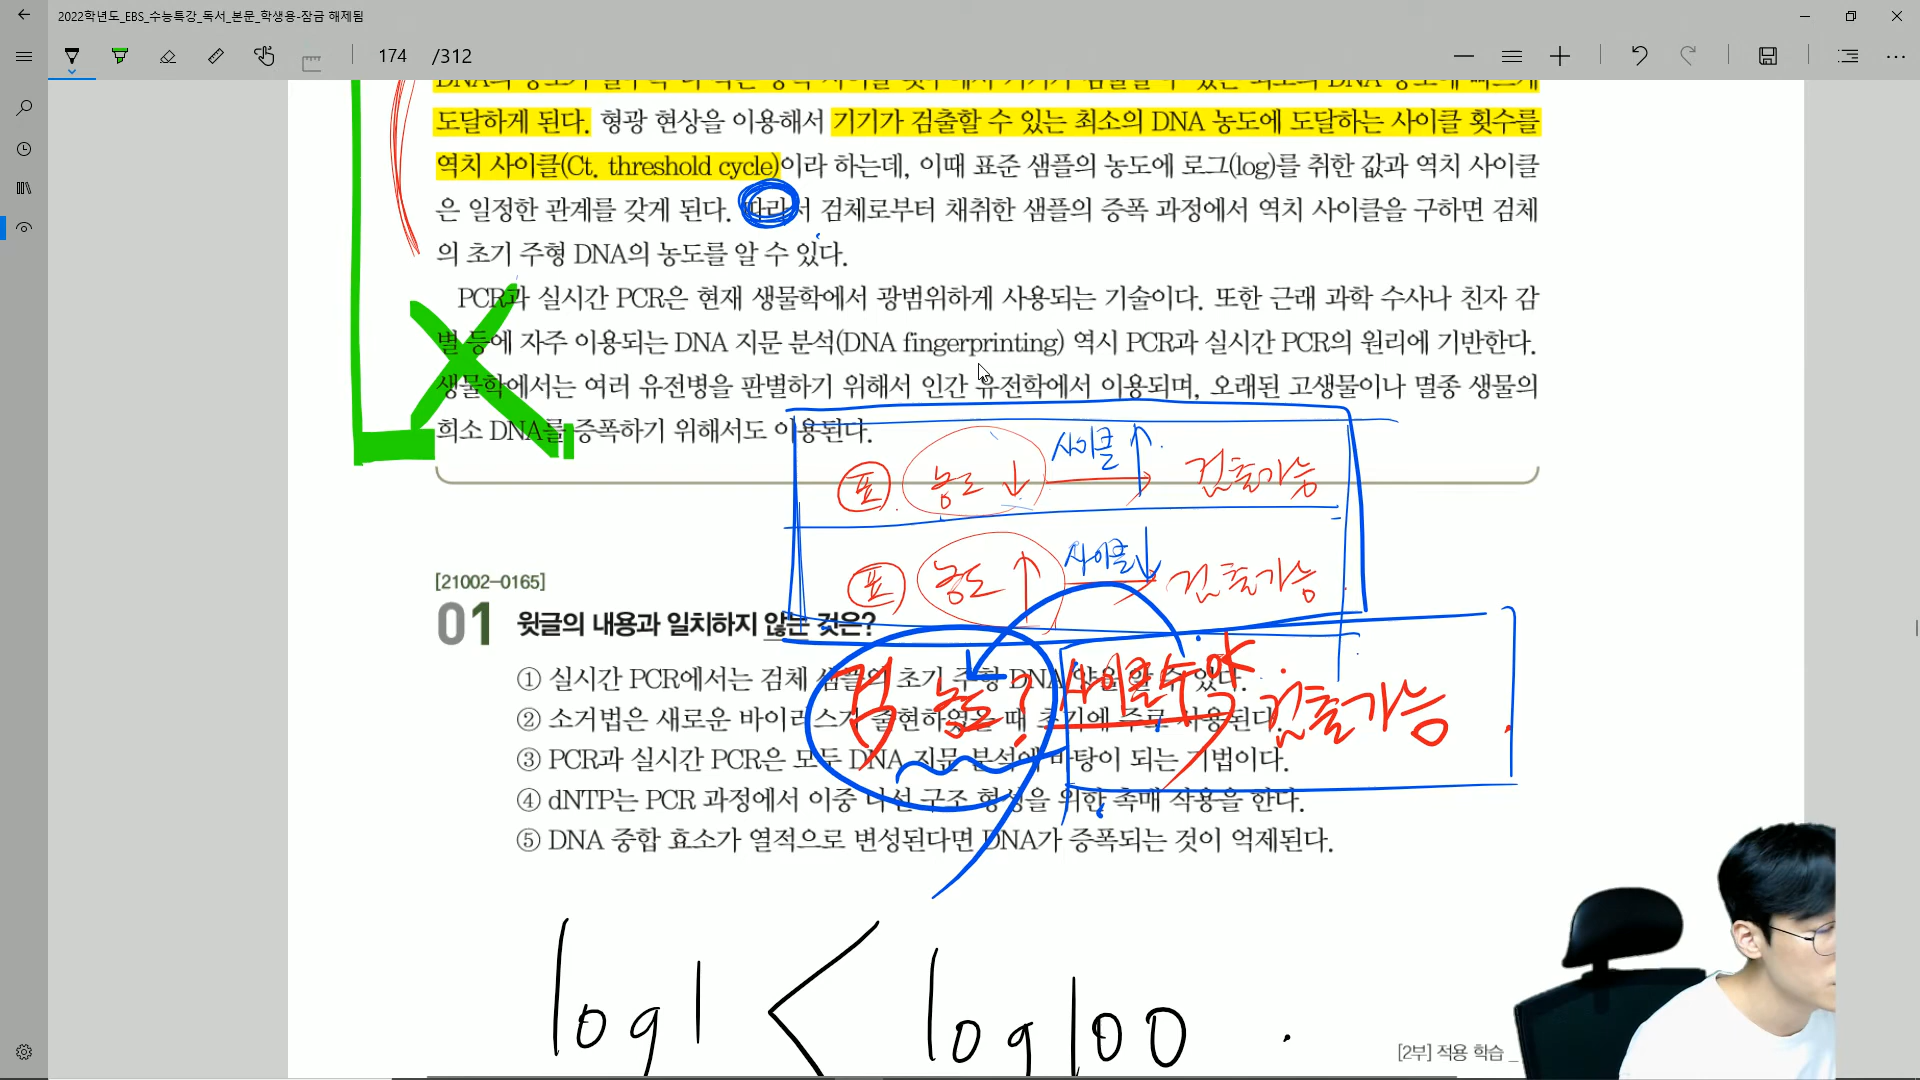 2022학년도_EBS_수능특강_독서_본문_학생용-잠금 해제됨
174 /312
도달하게 된다. 형광 현상을 이용해서 기기가 검출할 수 있는 최소의 DNA 농도에 도달하는 사이클 횟수를
역치 사이클(Ct. threshold cycle)이라 하는데, 이때 표준 샘플의 농도에 로그(log)를 취한 값과 역치 사이클
은 일정한 관계를 갖게 된다. 따라서 검체로부터 채취한 샘플의 증폭 과정에서 역치 사이클을 구하면 검체
의 초기 주형 DNA의 농도를 알 수 있다.
PCR과 실시간 PCR은 현재 생물학에서 광범위하게 사용되는 기술이다. 또한 근래 과학 수사나 친자 감
별 등에 자주 이용되는 DNA 지문 분석(DNA fingerprinting) 역시 PCR과 실시간 PCR의 원리에 기반한다.
생물학에서는 여러 유전병을 판별하기 위해서 인간 유전학에서 이용되며, 오래된 고생물이나 멸종 생물의
희소 DNA를 증폭하기 위해서도 이용된다.
표 농도 ↓ 사이클 ↑ 검출가능
표 농도 ↑ 사이클 ↓ 검출가능
[21002-0165]
01 윗글의 내용과 일치하지 않는 것은?
① 실시간 PCR에서는 검체 샘플의 초기 주형 DNA 양을 알 수 있다.
② 소거법은 새로운 바이러스가 출현하였을 때 초기에 주로 사용된다.
③ PCR과 실시간 PCR은 모두 DNA 지문 분석에 바탕이 되는 기법이다.
④ dNTP는 PCR 과정에서 이중 나선 구조 형성을 위한 촉매 작용을 한다.
⑤ DNA 중합 효소가 열적으로 변성된다면 DNA가 증폭되는 것이 억제된다.
검 농도? 검출가능
log1 < log100
[2부] 적용 학습